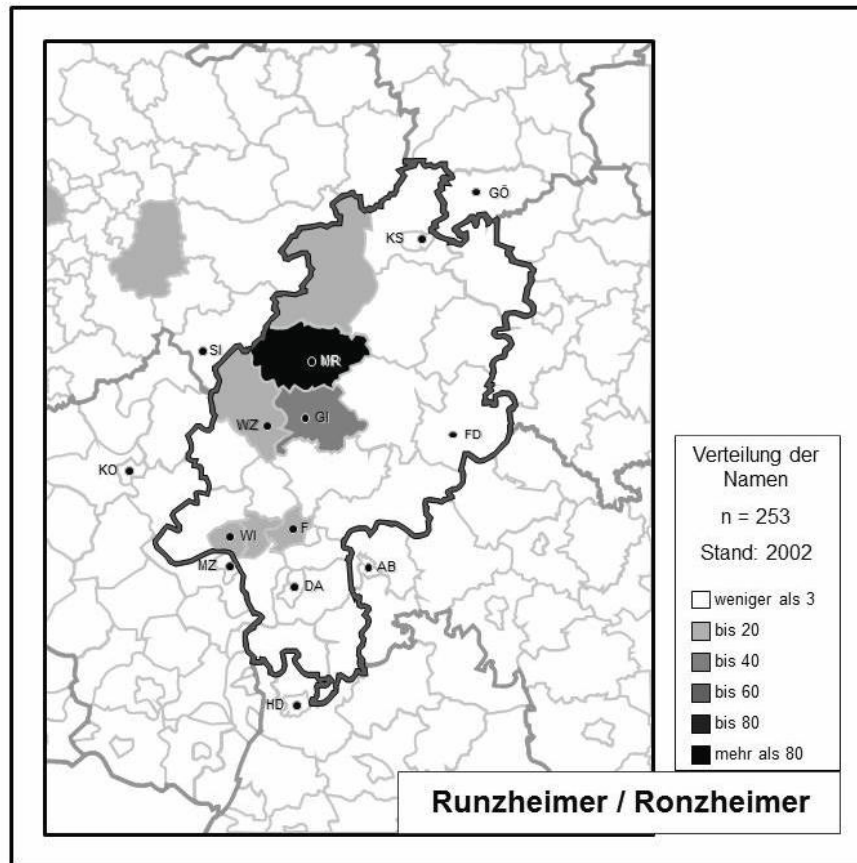 GÖ
KS
SI
MR
WZ
GI
FD
KO
WI
F
MZ
AB
DA
HD
Verteilung der
Namen
n = 253
Stand: 2002
weniger als 3
bis 20
bis 40
bis 60
bis 80
mehr als 80
Runzheimer / Ronzheimer